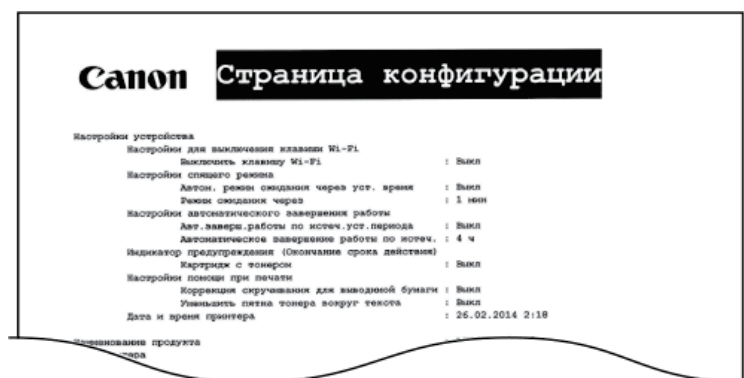 Canon Страница конфигурации
Настройки устройства
Настройки для выключения клавиши Wi-Fi
Выключить клавишу Wi-Fi : Выкл
Настройки спящего режима
Автом. режим ожидания через уст. время : Выкл
Режим ожидания через : 1 мин
Настройки автоматического завершения работы
Авт.заверш.работы по истеч.уст.периода : Выкл
Автоматическое завершение работы по истеч. : 4 ч
Индикатор предупреждения (Окончание срока действия)
Картридж с тонером : Выкл
Настройки помощи при печати
Коррекция скручивания для выводимой бумаги : Выкл
Уменьшить пятна тонера вокруг текста : Выкл
Дата и время принтера : 26.02.2014 2:18
Наименование продукта